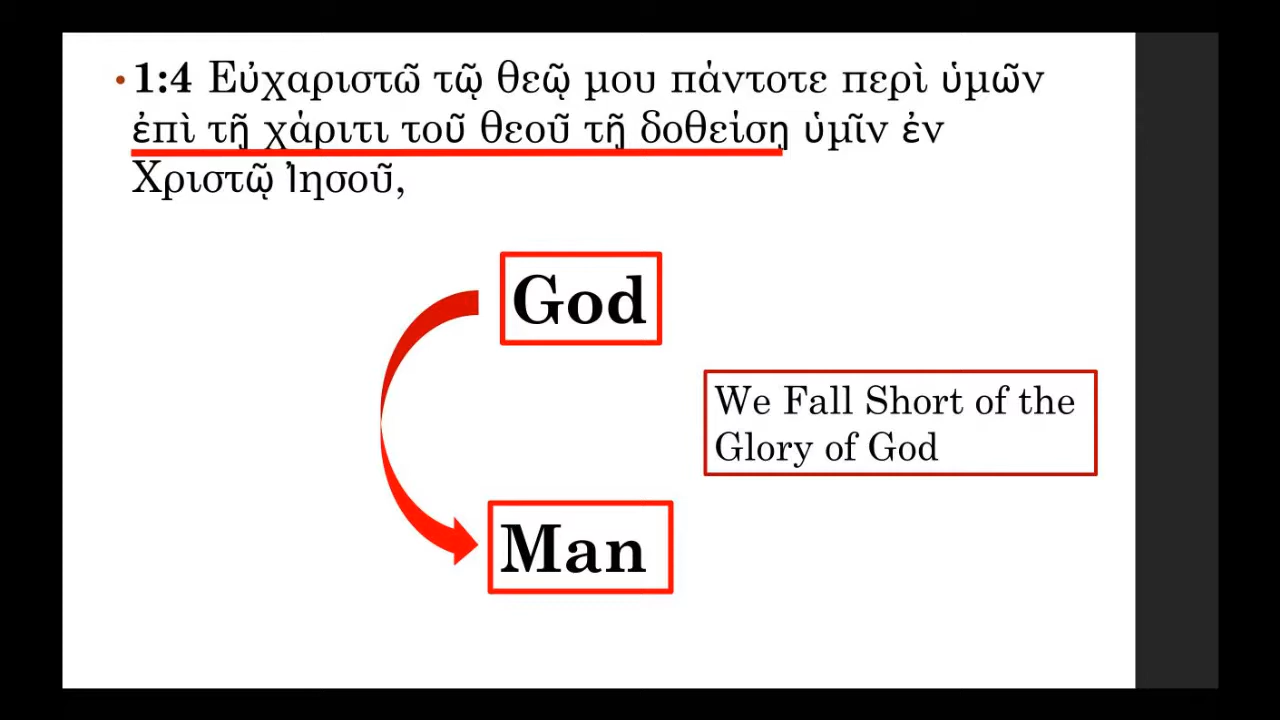 • 1:4 Εὐχαριστῶ τῷ θεῷ μου πάντοτε περὶ ὑμῶν
ἐπὶ τῇ χάριτι τοῦ θεοῦ τῇ δοθείσῃ ὑμῖν ἐν
Χριστῷ Ἰησοῦ,
God
We Fall Short of the
Glory of God
Man